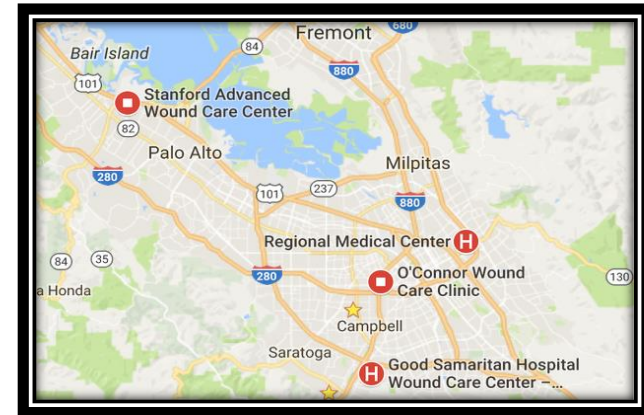 Fremont
680
Bair Island
84
880
101
Stanford Advanced
Wound Care Center
82
Palo Alto
Milpitas
280
237
101
880
Regional Medical Center
H
84
35
280
O'Connor Wound
Care Clinic
130
a Honda
Campbell
Saratoga
H
Good Samaritan Hospital
Wound Care Center –...